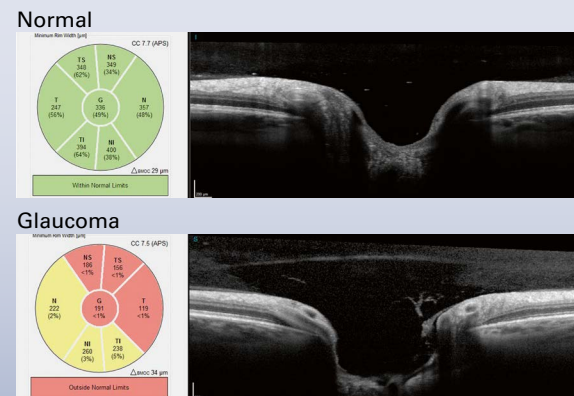 Normal
Minimum Rim Width [µm]
CC 7.7 (APS)
TS
348
(62%)
NS
349
(34%)
T
247
(56%)
G
336
(49%)
N
357
(48%)
TI
394
(64%)
NI
400
(38%)
△BMOC 29 µm
Within Normal Limits
200 µm
Glaucoma
Minimum Rim Width [µm]
CC 7.5 (APS)
NS
186
<1%
TS
156
<1%
N
222
(2%)
G
191
<1%
T
119
<1%
NI
260
(3%)
TI
238
(5%)
△BMOC 34 µm
Outside Normal Limits